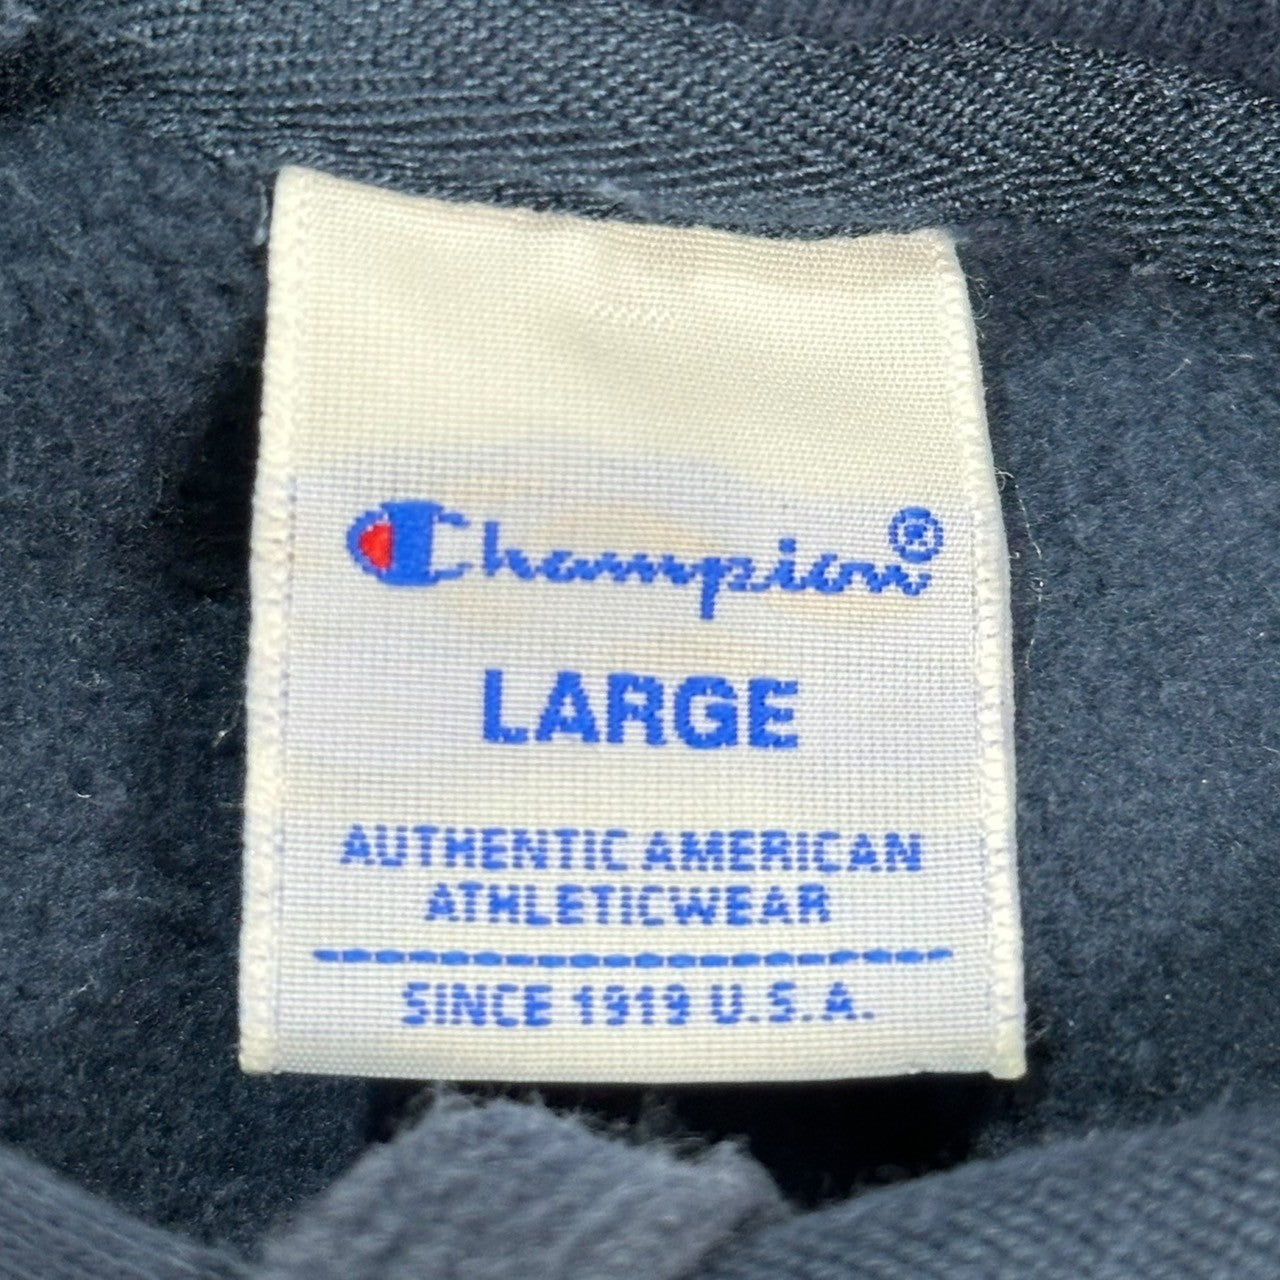 Champion®
LARGE
AUTHENTIC AMERICAN
ATHLETICWEAR
SINCE 1919 U.S.A.